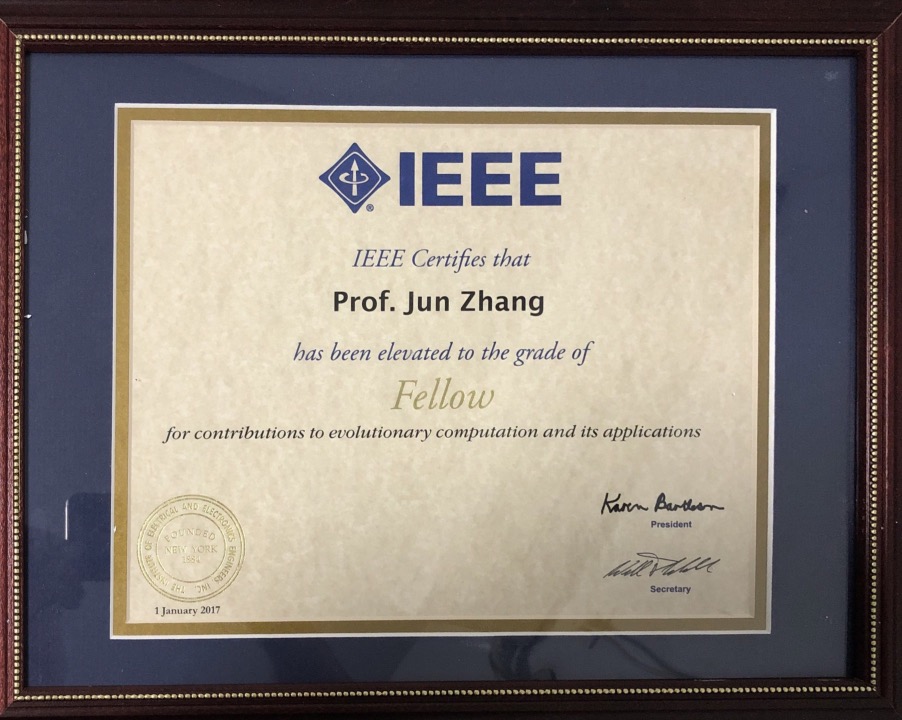 IEEE
®
IEEE Certifies that
Prof. Jun Zhang
has been elevated to the grade of
Fellow
for contributions to evolutionary computation and its applications
Karen Bartleson
President
Secretary
THE INSTITUTE OF ELECTRICAL AND ELECTRONICS ENGINEERS INC.
FOUNDED
NEW YORK
1884
1 January 2017